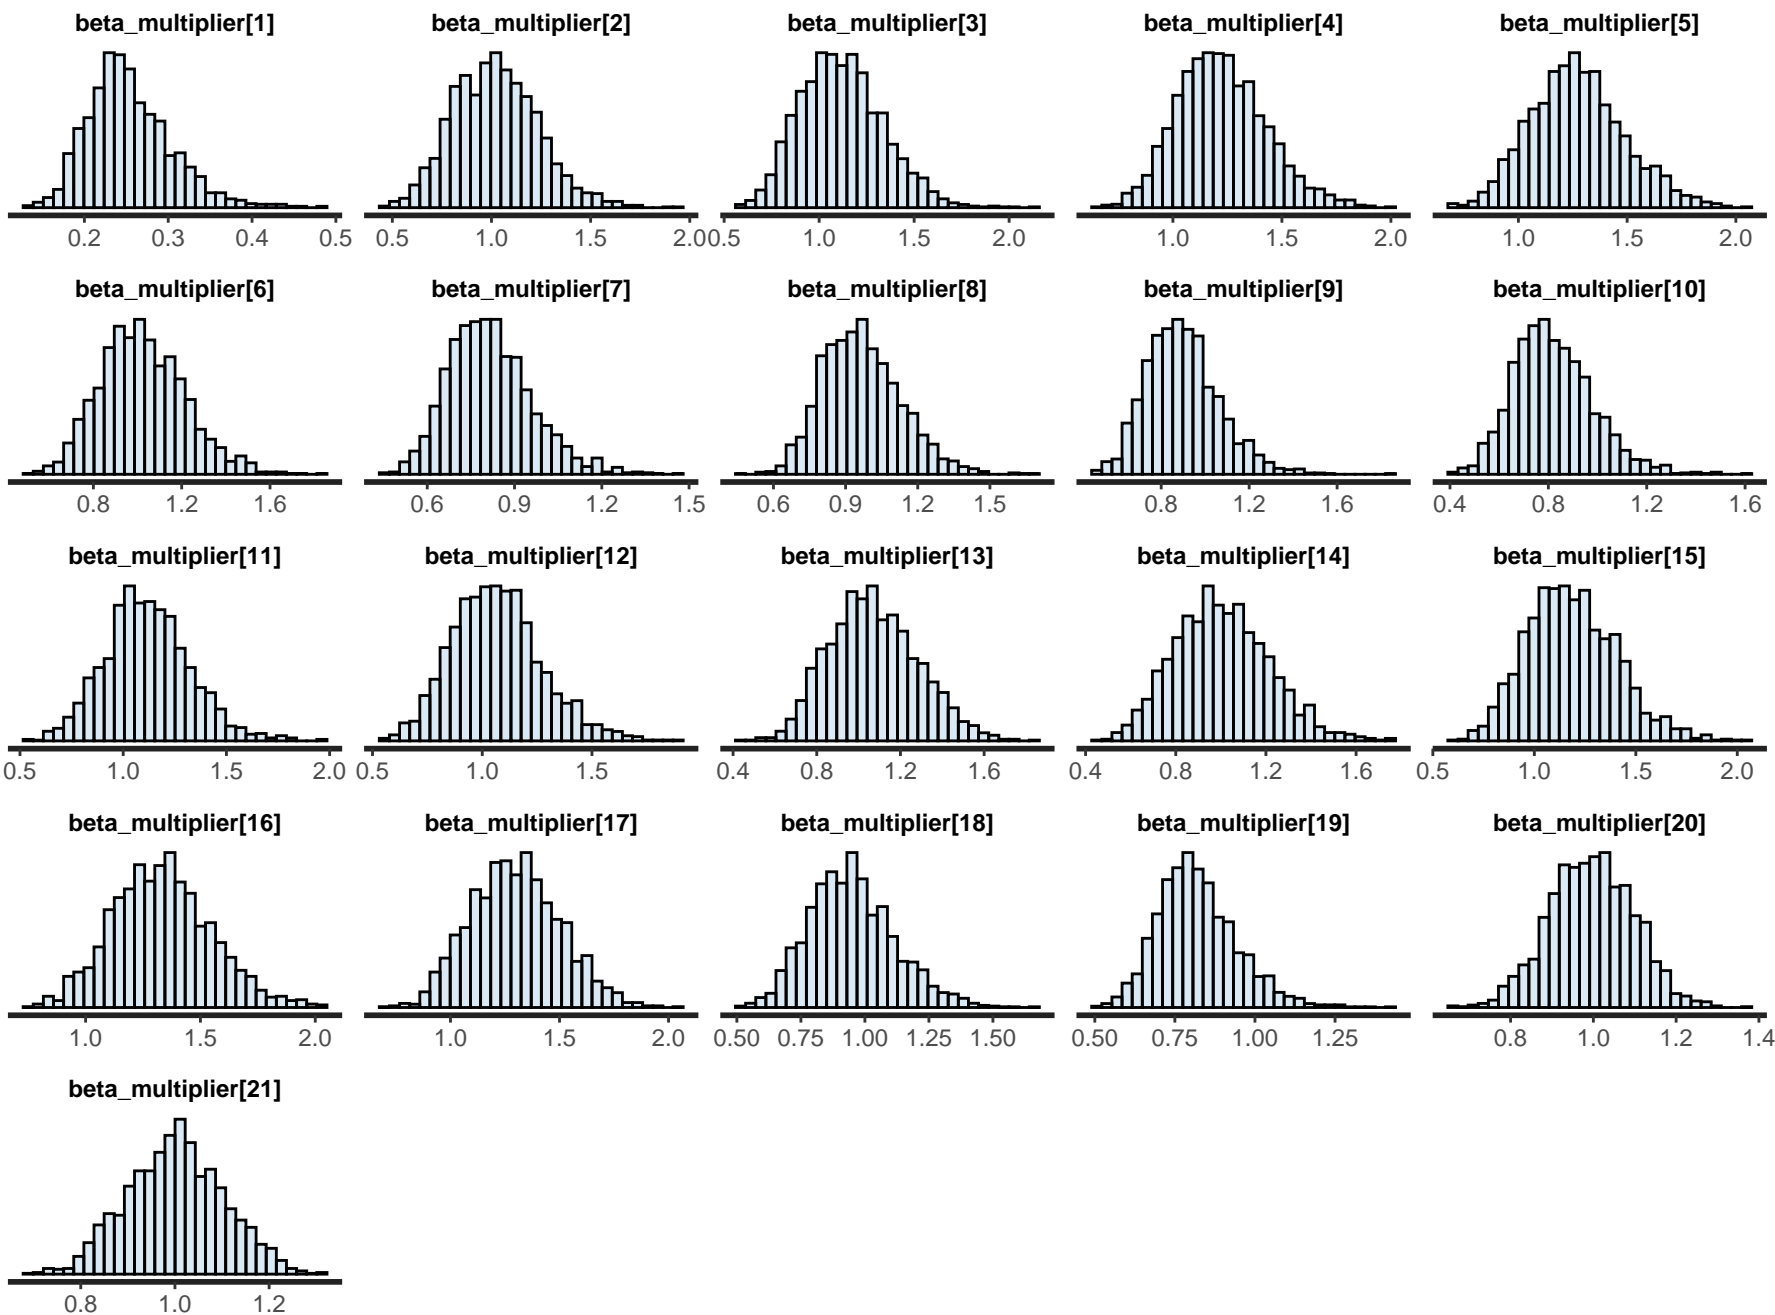 beta_multiplier[1] beta_multiplier[2] beta_multiplier[3] beta_multiplier[4] beta_multiplier[5]
0.2 0.3 0.4 0.5 0.5 1.0 1.5 2.0 0.5 1.0 1.5 2.0 1.0 1.5 2.0 1.0 1.5 2.0
beta_multiplier[6] beta_multiplier[7] beta_multiplier[8] beta_multiplier[9] beta_multiplier[10]
0.8 1.2 1.6 0.6 0.9 1.2 1.5 0.6 0.9 1.2 1.5 0.8 1.2 1.6 0.4 0.8 1.2 1.6
beta_multiplier[11] beta_multiplier[12] beta_multiplier[13] beta_multiplier[14] beta_multiplier[15]
0.5 1.0 1.5 2.0 0.5 1.0 1.5 0.4 0.8 1.2 1.6 0.4 0.8 1.2 1.6 0.5 1.0 1.5 2.0
beta_multiplier[16] beta_multiplier[17] beta_multiplier[18] beta_multiplier[19] beta_multiplier[20]
1.0 1.5 2.0 1.0 1.5 2.0 0.50 0.75 1.00 1.25 1.50 0.50 0.75 1.00 1.25 0.8 1.0 1.2 1.4
beta_multiplier[21]
0.8 1.0 1.2